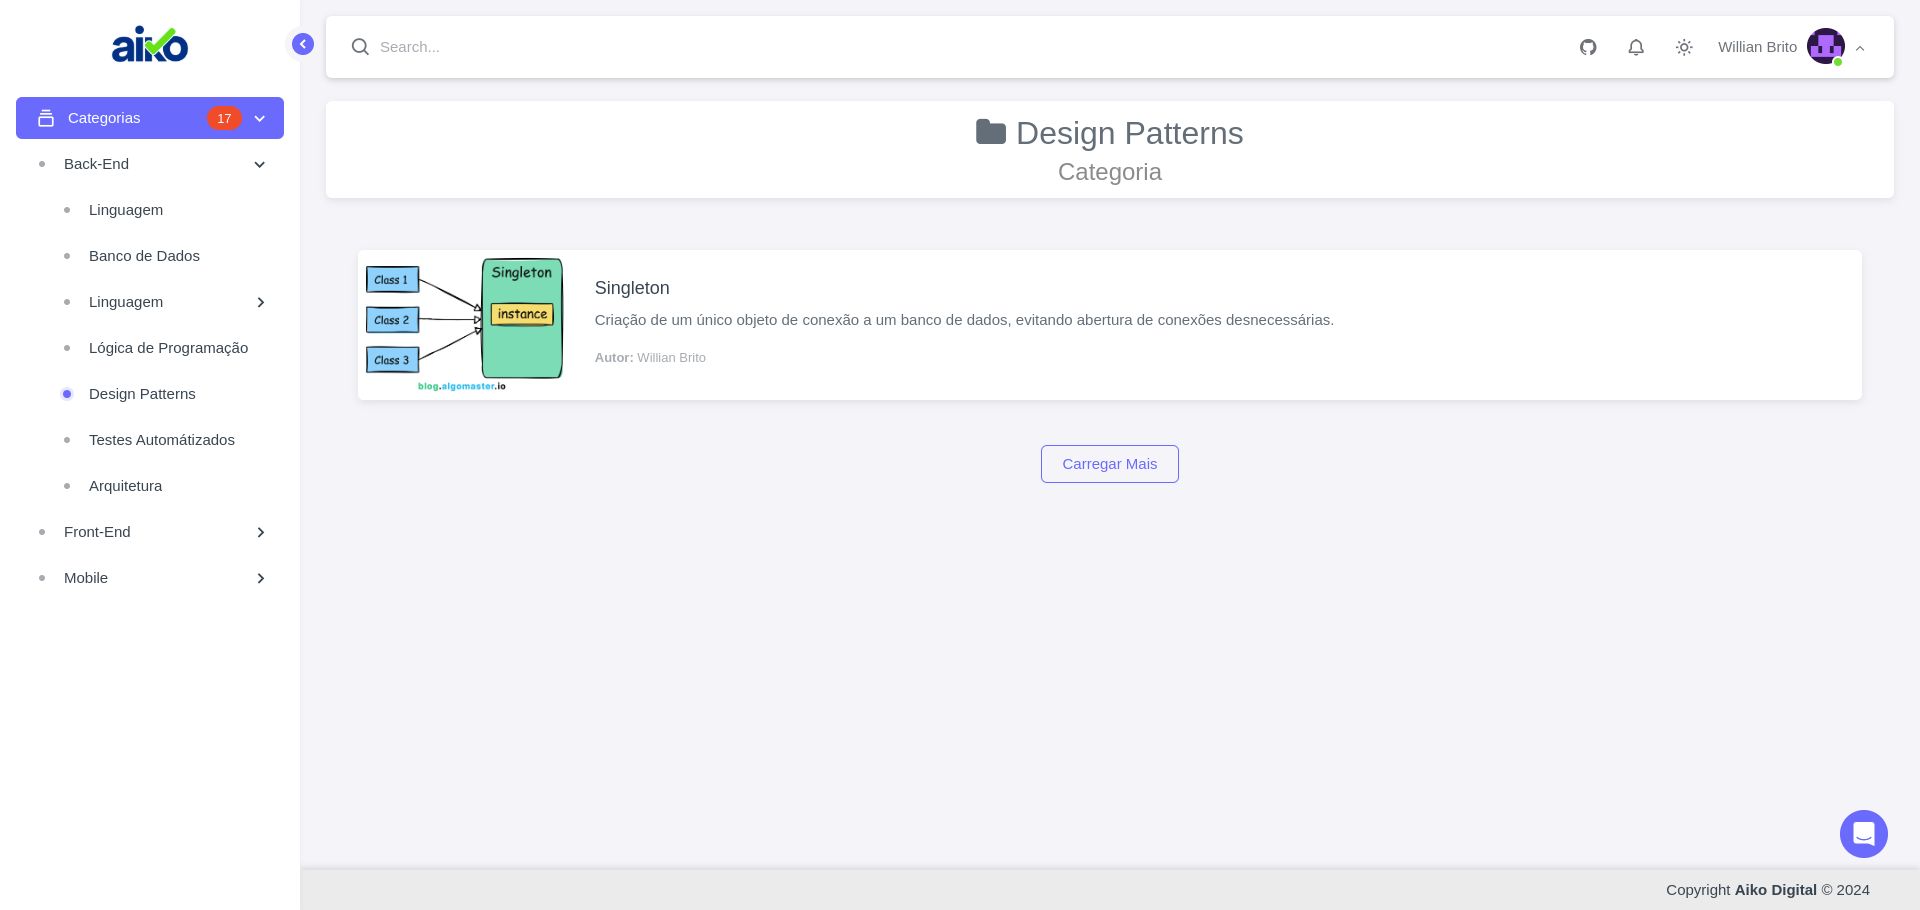 aiko
Search...
Willian Brito
Categorias
17
Back-End
Linguagem
Banco de Dados
Linguagem
Lógica de Programação
Design Patterns
Testes Automátizados
Arquitetura
Front-End
Mobile
Design Patterns
Categoria
Class 1
Class 2
Class 3
Singleton
instance
blog.algomaster.io
Singleton
Criação de um único objeto de conexão a um banco de dados, evitando abertura de conexões desnecessárias.
Autor: Willian Brito
Carregar Mais
Copyright Aiko Digital © 2024